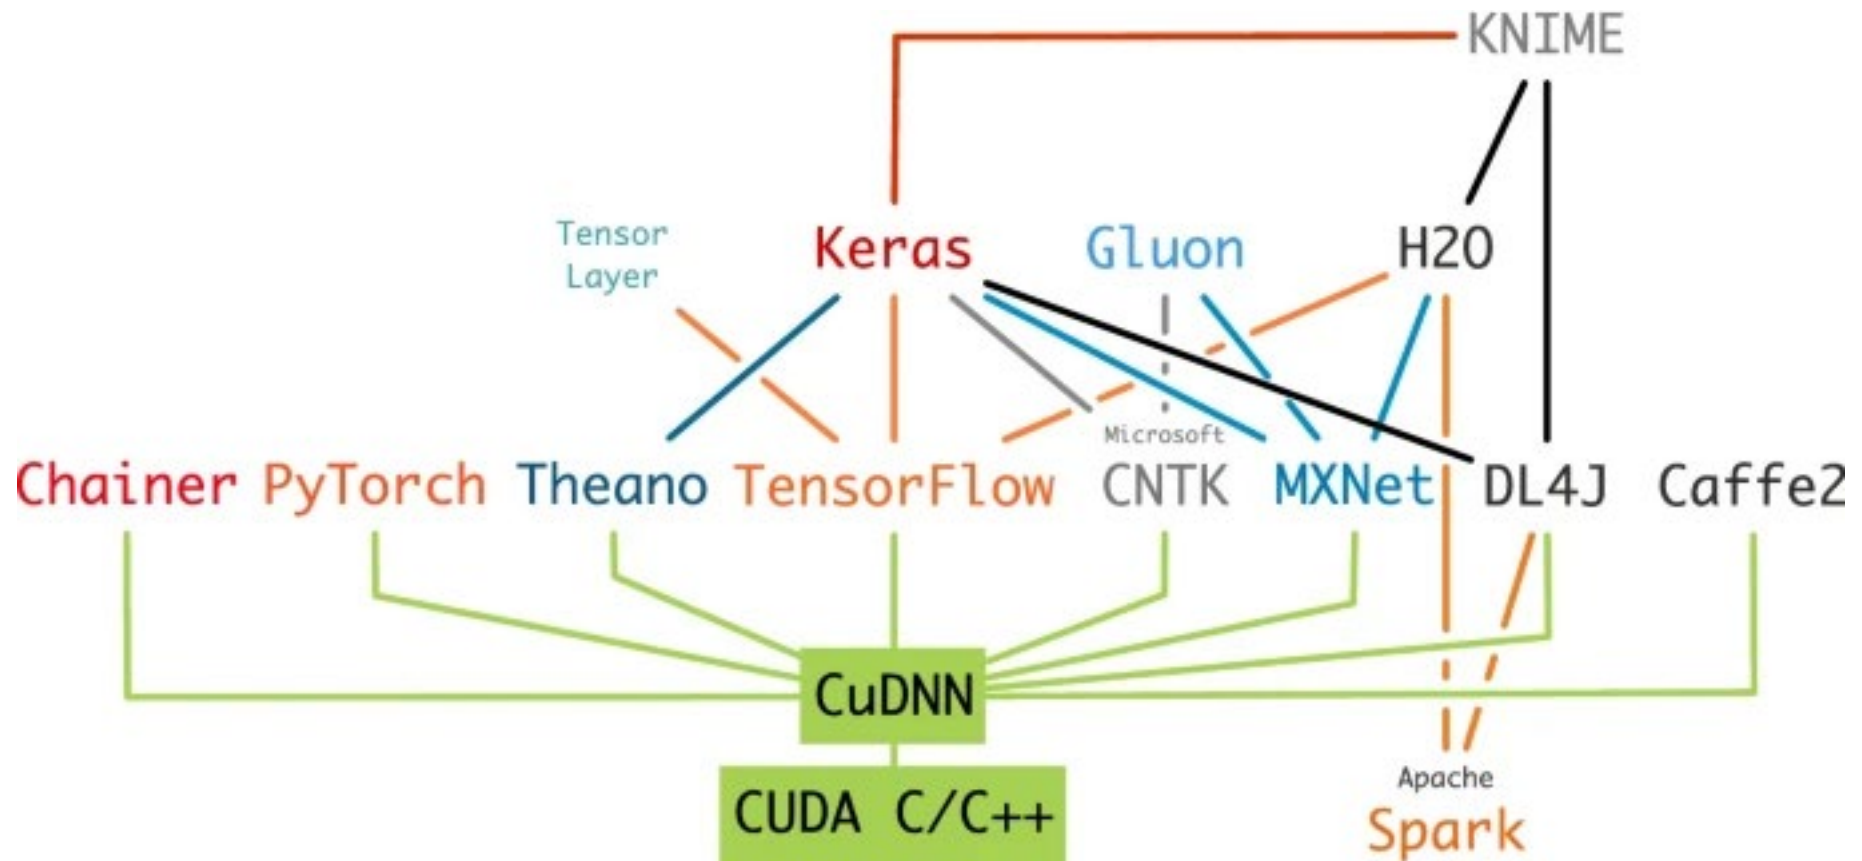 KNIME
Tensor
Layer
Keras
Gluon
H2O
Microsoft
Chainer
PyTorch
Theano
TensorFlow
CNTK
MXNet
DL4J
Caffe2
CuDNN
CUDA C/C++
Apache
Spark